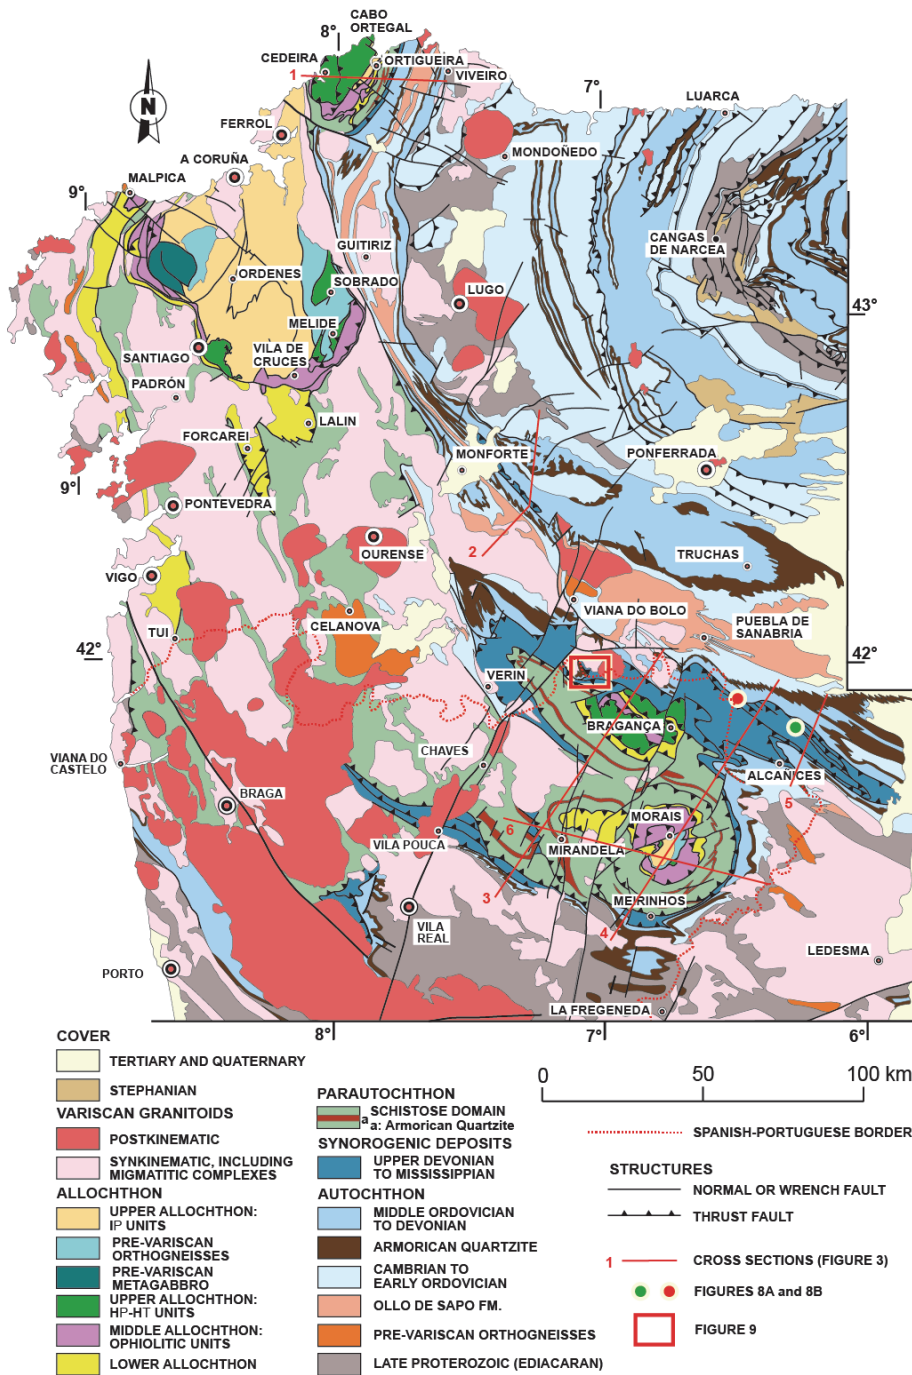 CABO
ORTEGAL
8°
CEDEIRA
ORTIGUEIRA
1
VIVEIRO
7°
LUARCA
N
FERROL
MONDOÑEDO
A CORUÑA
9°
MALPICA
GUITIRIZ
CANGAS
DE NARCEA
ORDENES
SOBRADO
LUGO
43°
MELIDE
SANTIAGO
VILA DE
CRUCES
PADRÓN
LALIN
FORCAREI
MONFORTE
PONFERRADA
9°
PONTEVEDRA
OURENSE
2
TRUCHAS
VIGO
VIANA DO BOLO
CELANOVA
PUEBLA DE
SANABRIA
TUI
42°
42°
VERIN
BRAGANÇA
CHAVES
VIANA DO
CASTELO
ALCAÑICES
BRAGA
5
MORAIS
6
VILA POUCA
MIRANDELA
3
MEIRINHOS
4
VILA
REAL
LEDESMA
PORTO
LA FREGENEDA
8°
7°
6°
COVER
TERTIARY AND QUATERNARY
STEPHANIAN
VARISCAN GRANITOIDS
POSTKINEMATIC
SYNKINEMATIC, INCLUDING
MIGMATITIC COMPLEXES
ALLOCHTHON
UPPER ALLOCHTHON:
IP UNITS
PRE-VARISCAN
ORTHOGNEISSES
PRE-VARISCAN
METAGABBRO
UPPER ALLOCHTHON:
HP-HT UNITS
MIDDLE ALLOCHTHON:
OPHIOLITIC UNITS
LOWER ALLOCHTHON
PARAUTOCHTHON
a SCHISTOSE DOMAIN
a: Armorican Quartzite
SYNOROGENIC DEPOSITS
UPPER DEVONIAN
TO MISSISSIPPIAN
AUTOCHTHON
MIDDLE ORDOVICIAN
TO DEVONIAN
ARMORICAN QUARTZITE
CAMBRIAN TO
EARLY ORDOVICIAN
OLLO DE SAPO FM.
PRE-VARISCAN ORTHOGNEISSES
LATE PROTEROZOIC (EDIACARAN)
0 50 100 km
SPANISH-PORTUGUESE BORDER
STRUCTURES
NORMAL OR WRENCH FAULT
THRUST FAULT
1 CROSS SECTIONS (FIGURE 3)
FIGURES 8A and 8B
FIGURE 9